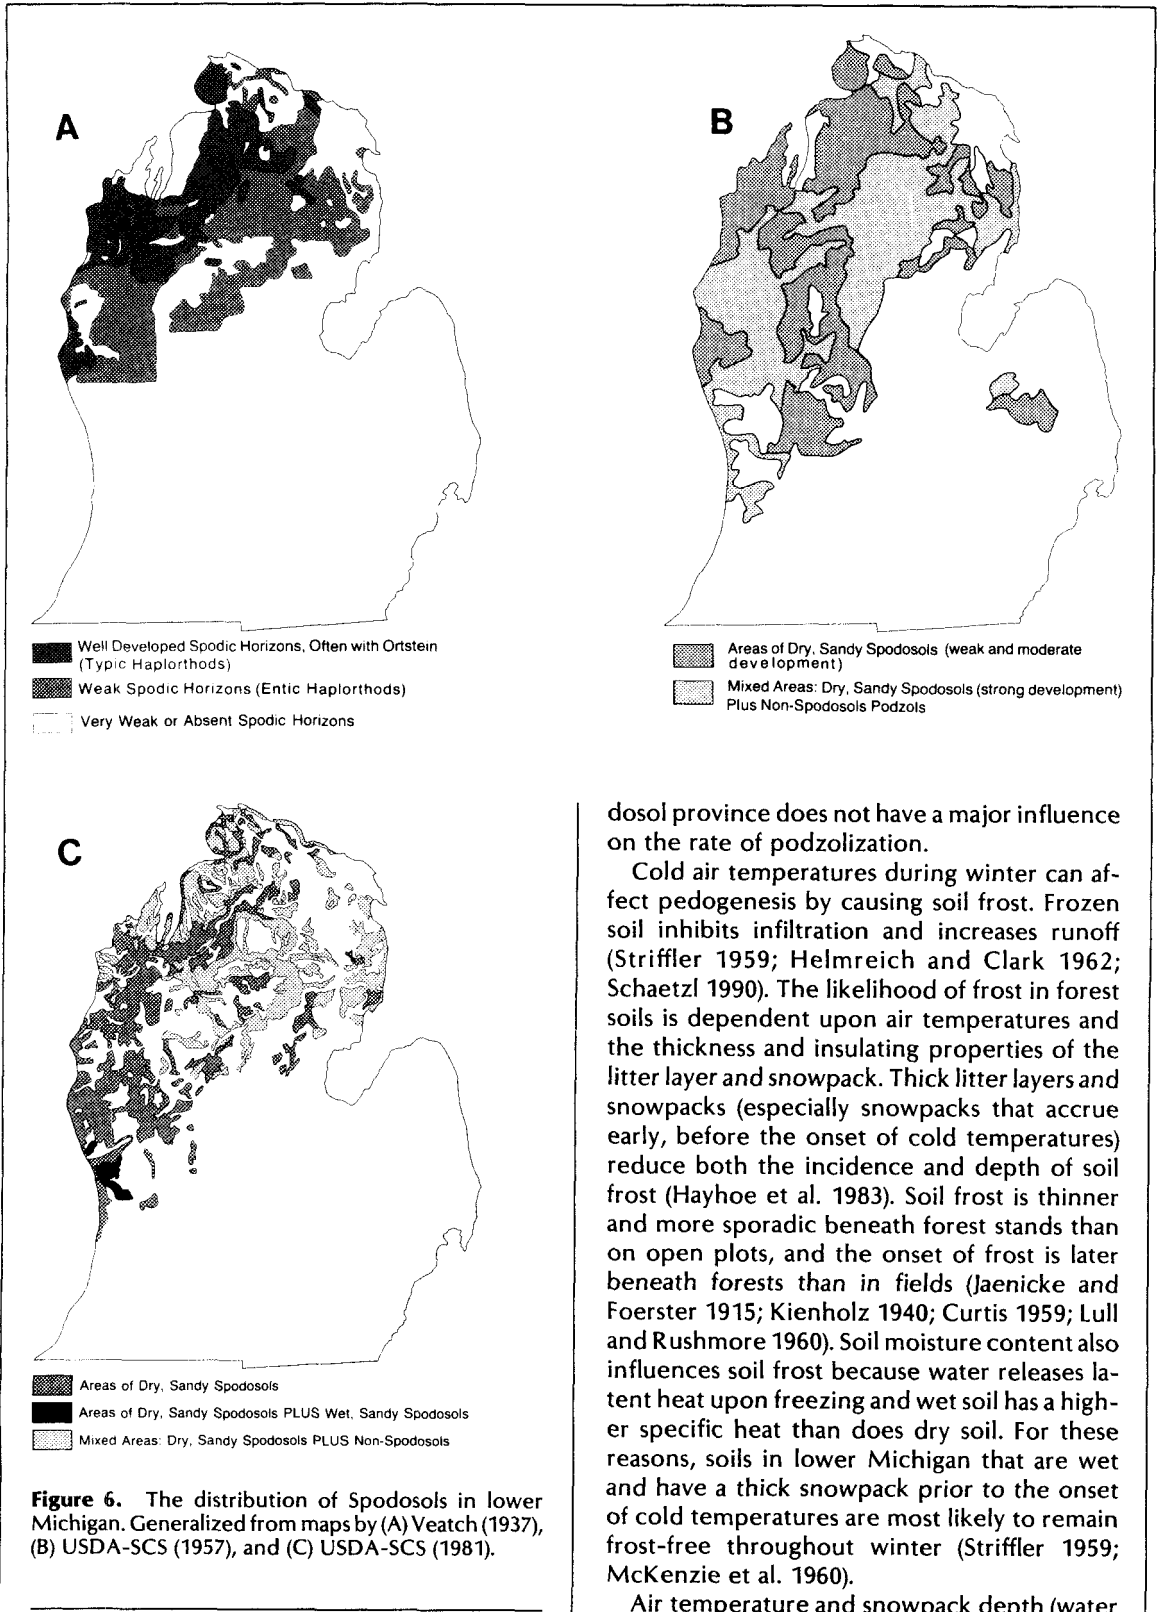 A
B
Well Developed Spodic Horizons, Often with Ortstein
(Typic Haplorthods)
Weak Spodic Horizons (Entic Haplorthods)
Very Weak or Absent Spodic Horizons
Areas of Dry, Sandy Spodosols (weak and moderate
development)
Mixed Areas: Dry, Sandy Spodosols (strong development)
Plus Non-Spodosols Podzols
C
Areas of Dry, Sandy Spodosols
Areas of Dry, Sandy Spodosols PLUS Wet, Sandy Spodosols
Mixed Areas: Dry, Sandy Spodosols PLUS Non-Spodosols
Figure 6. The distribution of Spodosols in lower
Michigan. Generalized from maps by (A) Veatch (1937),
(B) USDA-SCS (1957), and (C) USDA-SCS (1981).
dosol province does not have a major influence
on the rate of podzolization.
Cold air temperatures during winter can af-
fect pedogenesis by causing soil frost. Frozen
soil inhibits infiltration and increases runoff
(Striffler 1959; Helmreich and Clark 1962;
Schaetzl 1990). The likelihood of frost in forest
soils is dependent upon air temperatures and
the thickness and insulating properties of the
litter layer and snowpack. Thick litter layers and
snowpacks (especially snowpacks that accrue
early, before the onset of cold temperatures)
reduce both the incidence and depth of soil
frost (Hayhoe et al. 1983). Soil frost is thinner
and more sporadic beneath forest stands than
on open plots, and the onset of frost is later
beneath forests than in fields (Jaenicke and
Foerster 1915; Kienholz 1940; Curtis 1959; Lull
and Rushmore 1960). Soil moisture content also
influences soil frost because water releases la-
tent heat upon freezing and wet soil has a high-
er specific heat than does dry soil. For these
reasons, soils in lower Michigan that are wet
and have a thick snowpack prior to the onset
of cold temperatures are most likely to remain
frost-free throughout winter (Striffler 1959;
McKenzie et al. 1960).
Air temperature and snowpack depth (water